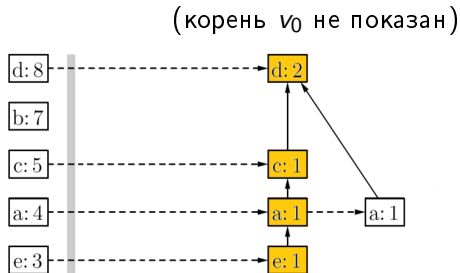 (корень v₀ не показан)
d: 8 d: 2
b: 7
c: 5 c: 1
a: 4 a: 1 a: 1
e: 3 e: 1